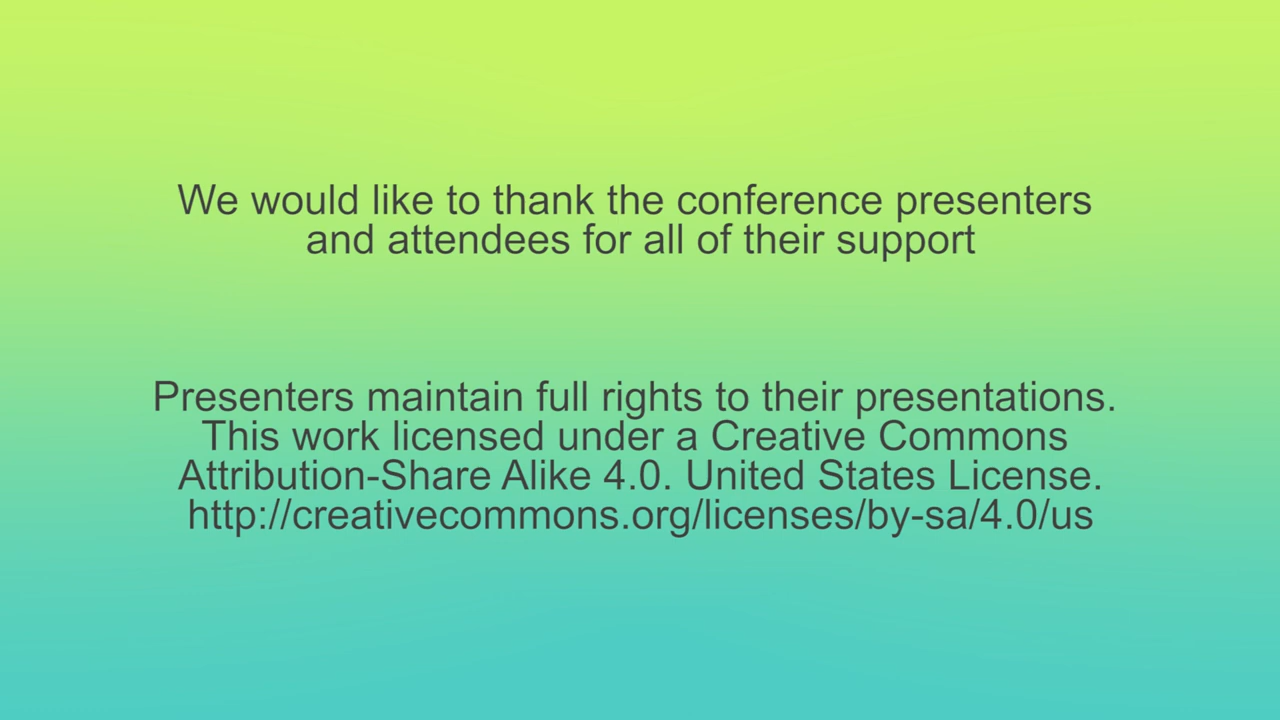 We would like to thank the conference presenters
and attendees for all of their support
Presenters maintain full rights to their presentations.
This work licensed under a Creative Commons
Attribution-Share Alike 4.0. United States License.
http://creativecommons.org/licenses/by-sa/4.0/us